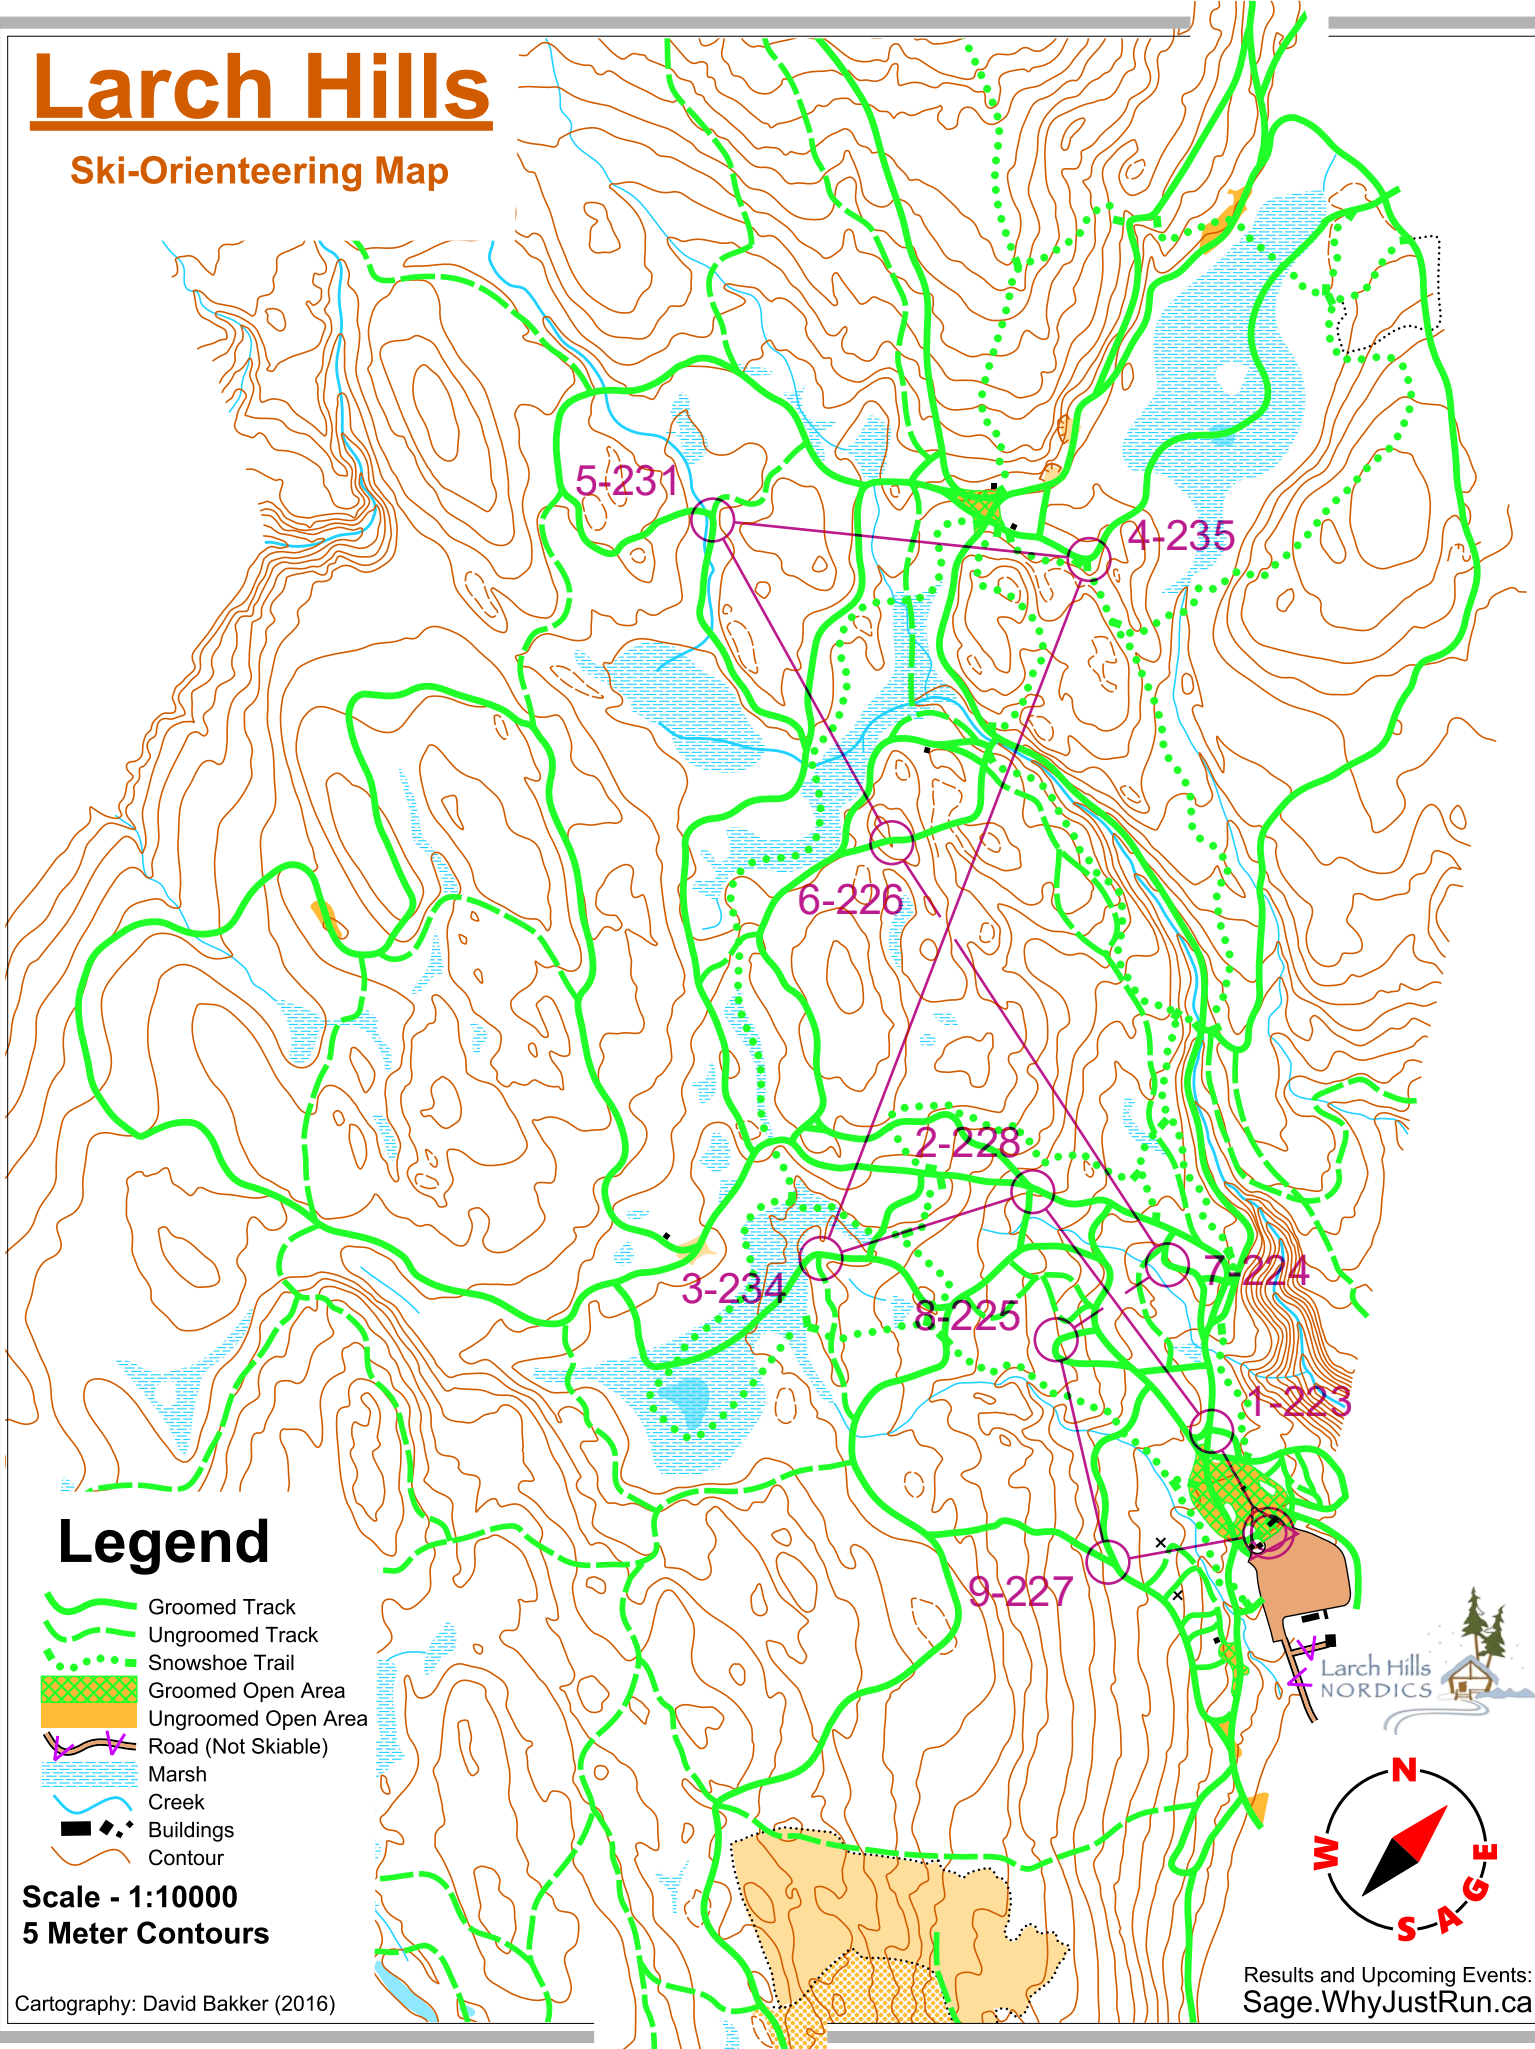 Larch Hills
Ski-Orienteering Map
5-231
4-235
6-226
2-228
7-224
3-234
8-225
1-223
9-227
Legend
Groomed Track
Ungroomed Track
Snowshoe Trail
Groomed Open Area
Ungroomed Open Area
Road (Not Skiable)
Marsh
Creek
Buildings
Contour
Scale - 1:10000
5 Meter Contours
Cartography: David Bakker (2016)
Larch Hills
NORDICS
N
W
E
S
A
G
Results and Upcoming Events:
Sage.WhyJustRun.ca